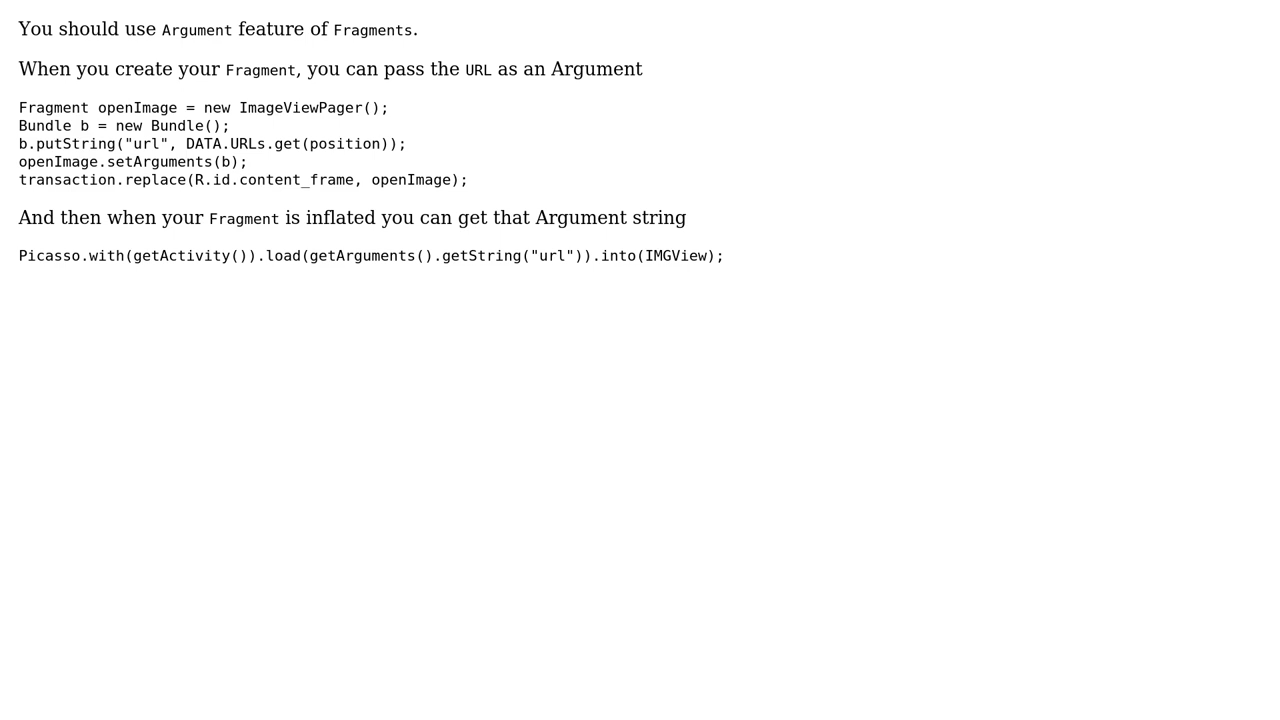 You should use Argument feature of Fragments.
When you create your Fragment, you can pass the URL as an Argument
Fragment openImage = new ImageViewPager();
Bundle b = new Bundle();
b.putString("url", DATA.URLs.get(position));
openImage.setArguments(b);
transaction.replace(R.id.content_frame, openImage);
And then when your Fragment is inflated you can get that Argument string
Picasso.with(getActivity()).load(getArguments().getString("url")).into(IMGView);